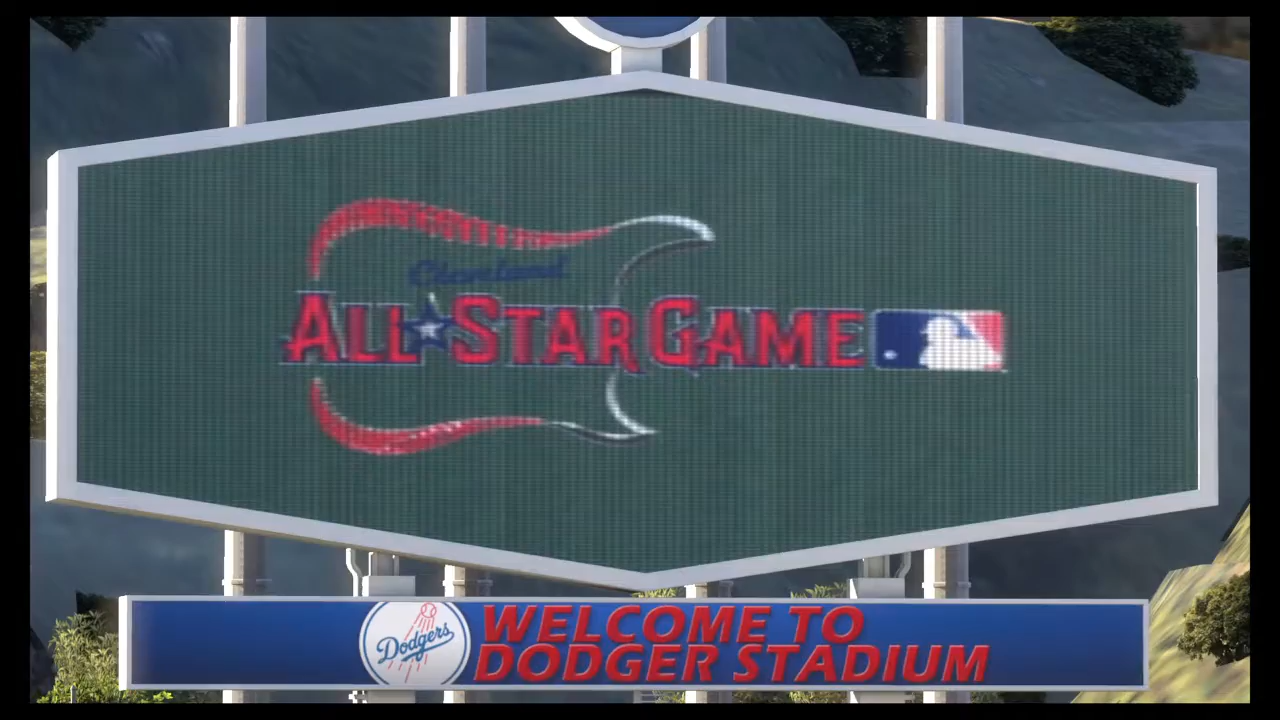 Cleveland
ALL STAR GAME
Dodgers
WELCOME TO
DODGER STADIUM